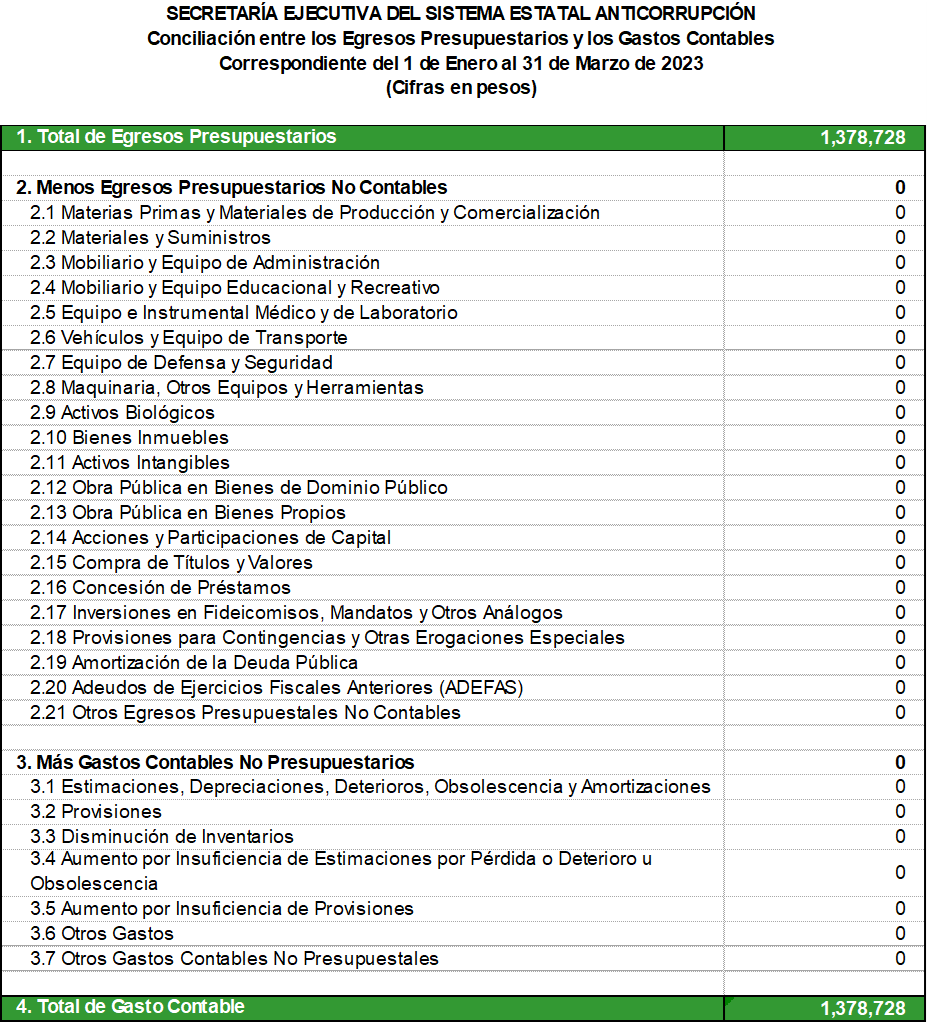 SECRETARÍA EJECUTIVA DEL SISTEMA ESTATAL ANTICORRUPCIÓN
Conciliación entre los Egresos Presupuestarios y los Gastos Contables
Correspondiente del 1 de Enero al 31 de Marzo de 2023
(Cifras en pesos)
1. Total de Egresos Presupuestarios 1,378,728
2. Menos Egresos Presupuestarios No Contables 0
2.1 Materias Primas y Materiales de Producción y Comercialización 0
2.2 Materiales y Suministros 0
2.3 Mobiliario y Equipo de Administración 0
2.4 Mobiliario y Equipo Educacional y Recreativo 0
2.5 Equipo e Instrumental Médico y de Laboratorio 0
2.6 Vehículos y Equipo de Transporte 0
2.7 Equipo de Defensa y Seguridad 0
2.8 Maquinaria, Otros Equipos y Herramientas 0
2.9 Activos Biológicos 0
2.10 Bienes Inmuebles 0
2.11 Activos Intangibles 0
2.12 Obra Pública en Bienes de Dominio Público 0
2.13 Obra Pública en Bienes Propios 0
2.14 Acciones y Participaciones de Capital 0
2.15 Compra de Títulos y Valores 0
2.16 Concesión de Préstamos 0
2.17 Inversiones en Fideicomisos, Mandatos y Otros Análogos 0
2.18 Provisiones para Contingencias y Otras Erogaciones Especiales 0
2.19 Amortización de la Deuda Pública 0
2.20 Adeudos de Ejercicios Fiscales Anteriores (ADEFAS) 0
2.21 Otros Egresos Presupuestales No Contables 0
3. Más Gastos Contables No Presupuestarios 0
3.1 Estimaciones, Depreciaciones, Deterioros, Obsolescencia y Amortizaciones 0
3.2 Provisiones 0
3.3 Disminución de Inventarios 0
3.4 Aumento por Insuficiencia de Estimaciones por Pérdida o Deterioro u
Obsolescencia 0
3.5 Aumento por Insuficiencia de Provisiones 0
3.6 Otros Gastos 0
3.7 Otros Gastos Contables No Presupuestales 0
4. Total de Gasto Contable 1,378,728